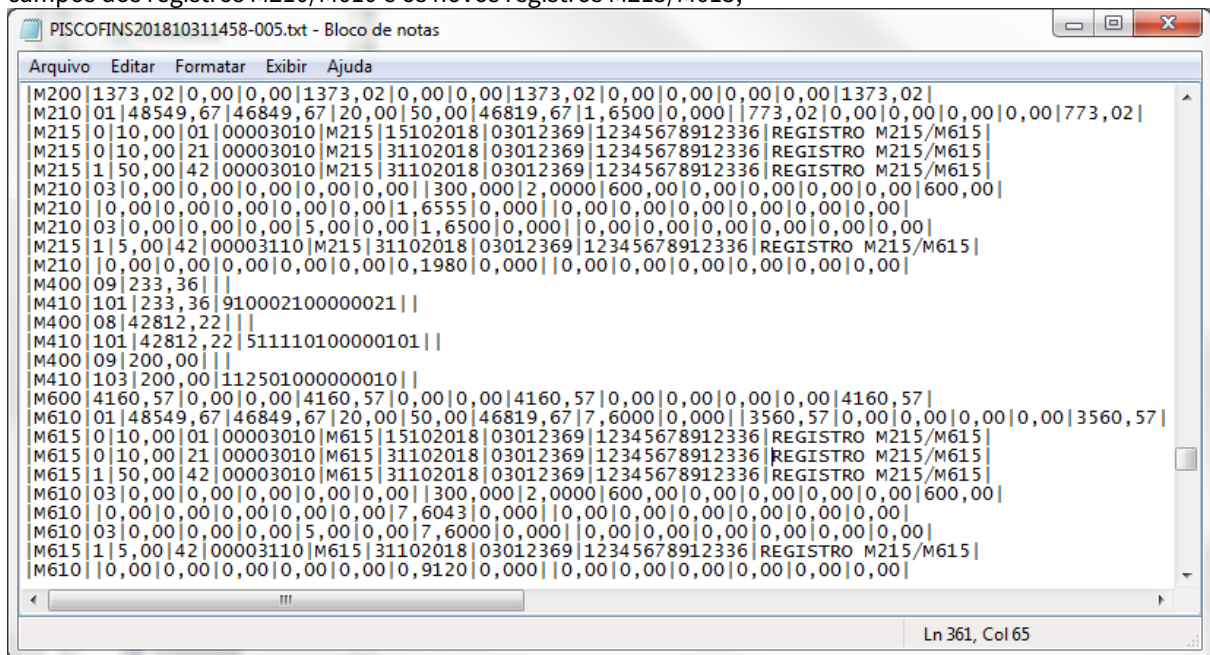 campos dos registros M210/M610 e os novos registros M215/M615;
PISCOFINS201810311458-005.txt - Bloco de notas
Arquivo Editar Formatar Exibir Ajuda
|M200|1373,02|0,00|0,00|1373,02|0,00|0,00|1373,02|0,00|0,00|0,00|0,00|1373,02|
|M210|01|48549,67|46849,67|20,00|50,00|46819,67|1,6500|0,000||773,02|0,00|0,00|0,00|0,00|773,02|
|M215|0|10,00|01|00003010|M215|15102018|03012369|12345678912336|REGISTRO M215/M615|
|M215|0|10,00|21|00003010|M215|31102018|03012369|12345678912336|REGISTRO M215/M615|
|M215|1|50,00|42|00003010|M215|31102018|03012369|12345678912336|REGISTRO M215/M615|
|M210|03|0,00|0,00|0,00|0,00|0,00||300,000|2,0000|600,00|0,00|0,00|0,00|0,00|600,00|
|M210||0,00|0,00|0,00|0,00|0,00|1,6555|0,000||0,00|0,00|0,00|0,00|0,00|0,00|
|M210|03|0,00|0,00|0,00|5,00|0,00|1,6500|0,000||0,00|0,00|0,00|0,00|0,00|0,00|
|M215|1|5,00|42|00003110|M215|31102018|03012369|12345678912336|REGISTRO M215/M615|
|M210||0,00|0,00|0,00|0,00|0,00|0,1980|0,000||0,00|0,00|0,00|0,00|0,00|0,00|
|M400|09|233,36|||
|M410|101|233,36|910002100000021||
|M400|08|42812,22|||
|M410|101|42812,22|511110100000101||
|M400|09|200,00|||
|M410|103|200,00|112501000000010||
|M600|4160,57|0,00|0,00|4160,57|0,00|0,00|4160,57|0,00|0,00|0,00|0,00|4160,57|
|M610|01|48549,67|46849,67|20,00|50,00|46819,67|7,6000|0,000||3560,57|0,00|0,00|0,00|0,00|3560,57|
|M615|0|10,00|01|00003010|M615|15102018|03012369|12345678912336|REGISTRO M215/M615|
|M615|0|10,00|21|00003010|M615|31102018|03012369|12345678912336|REGISTRO M215/M615|
|M615|1|50,00|42|00003010|M615|31102018|03012369|12345678912336|REGISTRO M215/M615|
|M610|03|0,00|0,00|0,00|0,00|0,00||300,000|2,0000|600,00|0,00|0,00|0,00|0,00|600,00|
|M610||0,00|0,00|0,00|0,00|0,00|7,6043|0,000||0,00|0,00|0,00|0,00|0,00|0,00|
|M610|03|0,00|0,00|0,00|5,00|0,00|7,6000|0,000||0,00|0,00|0,00|0,00|0,00|0,00|
|M615|1|5,00|42|00003110|M615|31102018|03012369|12345678912336|REGISTRO M215/M615|
|M610||0,00|0,00|0,00|0,00|0,00|0,9120|0,000||0,00|0,00|0,00|0,00|0,00|0,00|
Ln 361, Col 65